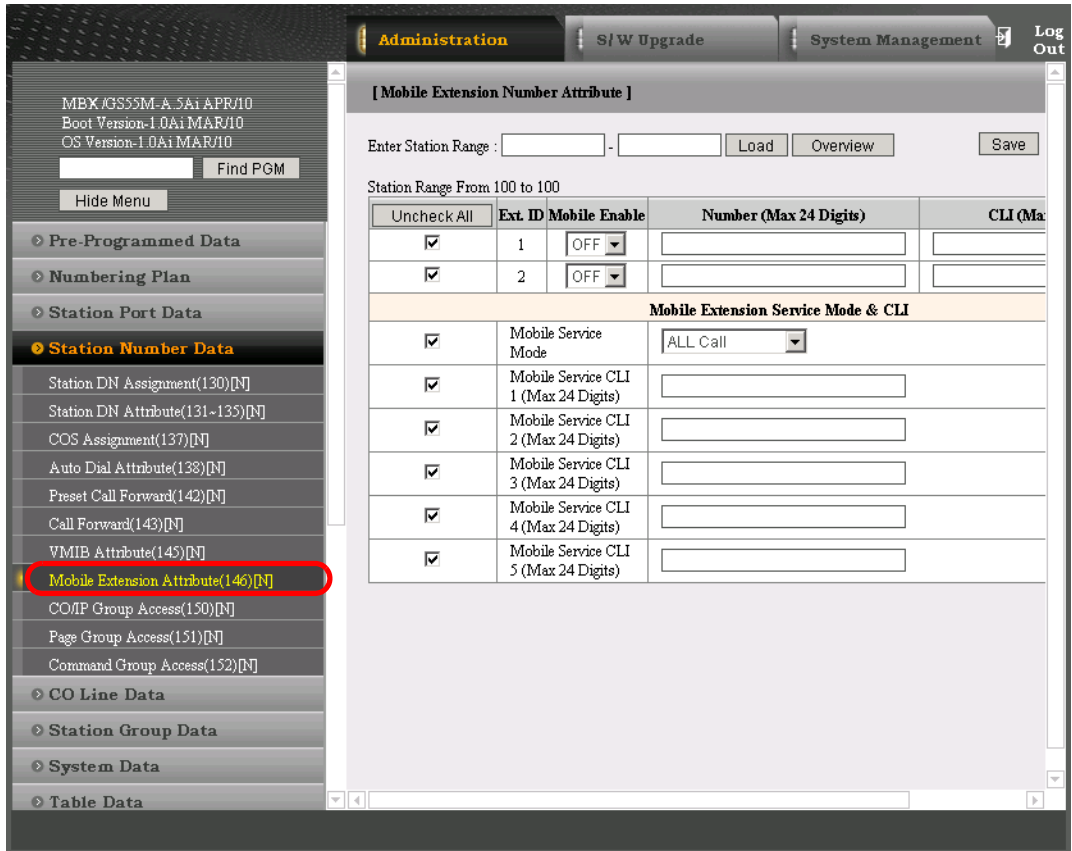 Administration
S/W Upgrade
System Management
Log
Out
MBX /GS55M-A.5Ai APR/10
Boot Version-1.0Ai MAR/10
OS Version-1.0Ai MAR/10
Find PGM
Hide Menu
Pre-Programmed Data
Numbering Plan
Station Port Data
Station Number Data
Station DN Assignment(130)[N]
Station DN Attribute(131~135)[N]
COS Assignment(137)[N]
Auto Dial Attribute(138)[N]
Preset Call Forward(142)[N]
Call Forward(143)[N]
VMIB Attribute(145)[N]
Mobile Extension Attribute(146)[N]
CO/IP Group Access(150)[N]
Page Group Access(151)[N]
Command Group Access(152)[N]
CO Line Data
Station Group Data
System Data
Table Data
[ Mobile Extension Number Attribute ]
Enter Station Range : - Load Overview Save
Station Range From 100 to 100
Uncheck All Ext. ID Mobile Enable Number (Max 24 Digits) CLI (Ma
1 OFF
2 OFF
Mobile Extension Service Mode & CLI
Mobile Service
Mode
ALL Call
Mobile Service CLI
1 (Max 24 Digits)
Mobile Service CLI
2 (Max 24 Digits)
Mobile Service CLI
3 (Max 24 Digits)
Mobile Service CLI
4 (Max 24 Digits)
Mobile Service CLI
5 (Max 24 Digits)